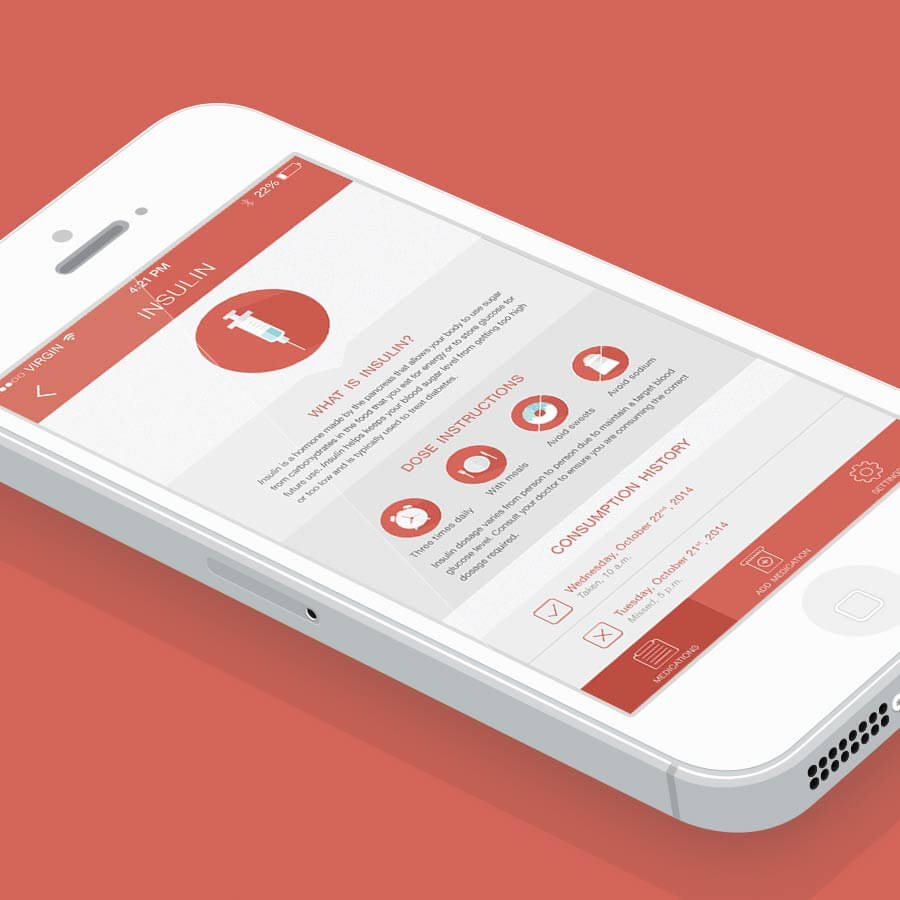 VIRGIN
4:21 PM
22%
INSULIN
WHAT IS INSULIN?
Insulin is a hormone made by the pancreas that allows your body to use sugar
from carbohydrates in the food that you eat for energy or to store glucose for
future use. Insulin helps keeps your blood sugar level from getting too high
or too low and is typically used to treat diabetes.
DOSE INSTRUCTIONS
Three times daily
With meals
Avoid sweets
Avoid sodium
Insulin dosage varies from person to person due to maintain a target blood
glucose level. Consult your doctor to ensure you are consuming the correct
dosage required.
CONSUMPTION HISTORY
Wednesday, October 22nd, 2014
Taken, 10 a.m.
Tuesday, October 21st, 2014
Missed, 5 p.m.
MEDICATIONS
ADD MEDICATION
SETTINGS